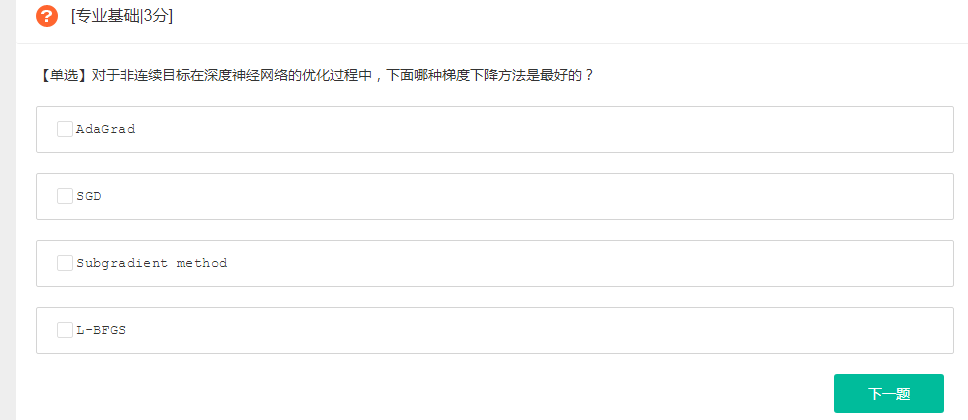 ? [专业基础|3分]
【单选】对于非连续目标在深度神经网络的优化过程中，下面哪种梯度下降方法是最好的？
AdaGrad
SGD
Subgradient method
L-BFGS
下一题